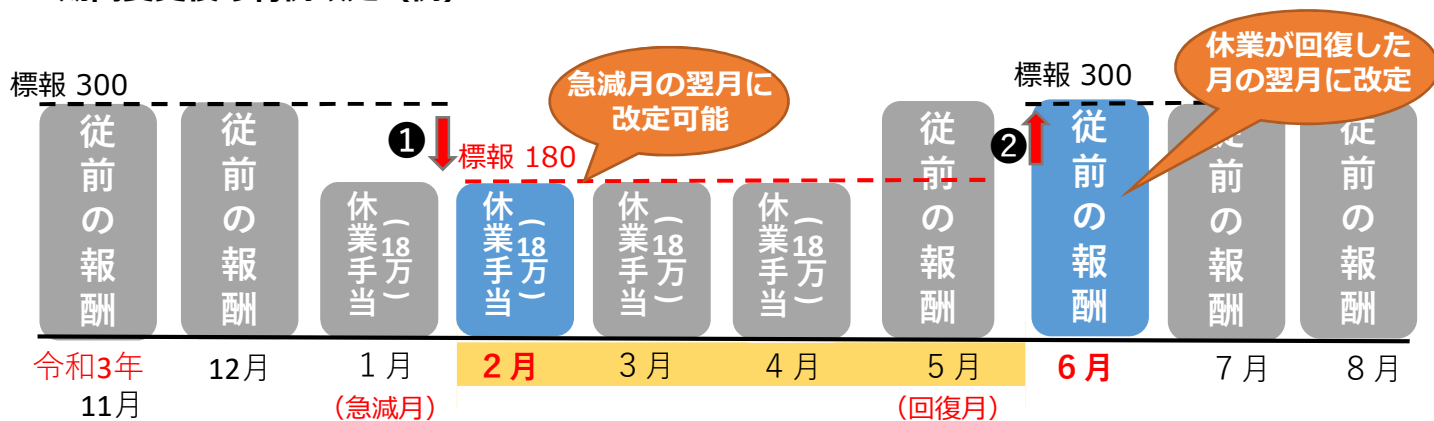 標報 300
急減月の翌月に
改定可能
標報 300
休業が回復した
月の翌月に改定
❶
標報 180
❷
従前の報酬
従前の報酬
休業手当
(18万)
休業手当
(18万)
休業手当
(18万)
休業手当
(18万)
従前の報酬
従前の報酬
従前の報酬
従前の報酬
令和3年
11月
12月
1月
(急減月)
2月
3月
4月
5月
(回復月)
6月
7月
8月